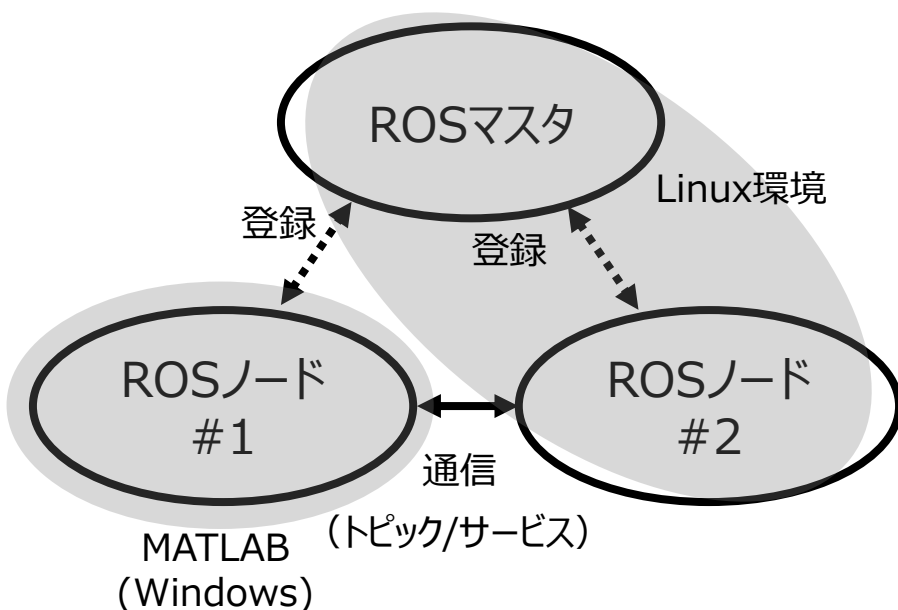 ROSマスタ
Linux環境
登録
登録
ROSノード
#1
ROSノード
#2
通信
（トピック/サービス）
MATLAB
(Windows)